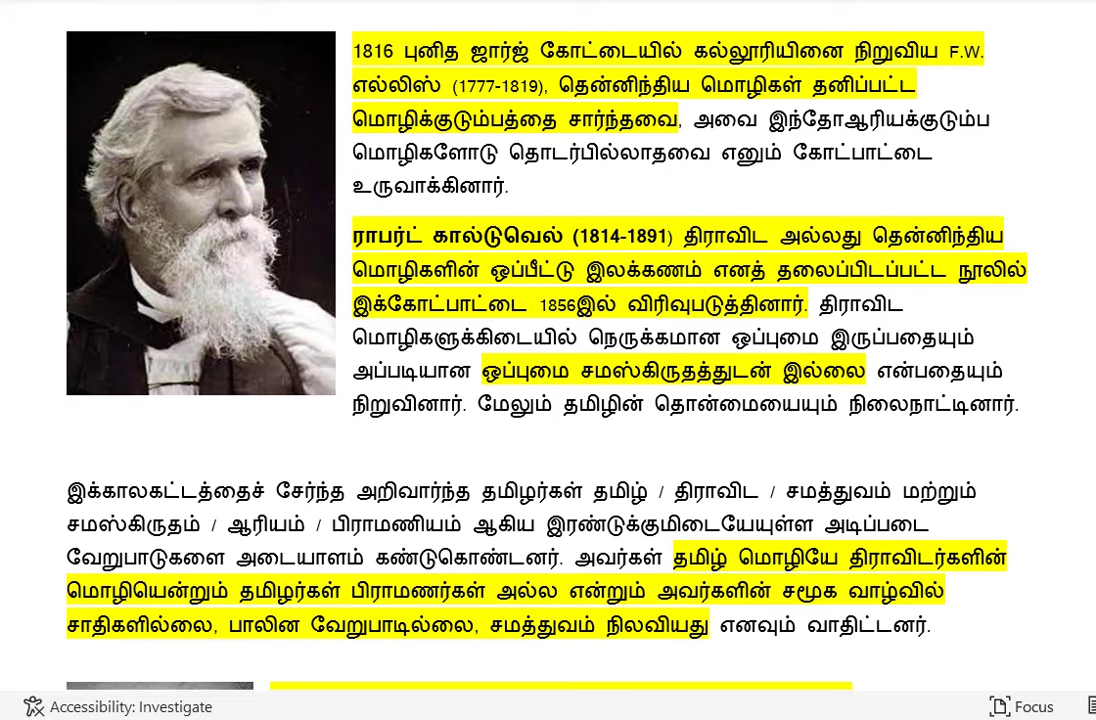 1816 புனித ஜார்ஜ் கோட்டையில் கல்லூரியினை நிறுவிய F.W.
எல்லிஸ் (1777-1819), தென்னிந்திய மொழிகள் தனிப்பட்ட
மொழிக்குடும்பத்தை சார்ந்தவை, அவை இந்தோஆரியக்குடும்ப
மொழிகளோடு தொடர்பில்லாதவை எனும் கோட்பாட்டை
உருவாக்கினார்.
ராபர்ட் கால்டுவெல் (1814-1891) திராவிட அல்லது தென்னிந்திய
மொழிகளின் ஒப்பீட்டு இலக்கணம் எனத் தலைப்பிடப்பட்ட நூலில்
இக்கோட்பாட்டை 1856இல் விரிவுபடுத்தினார். திராவிட
மொழிகளுக்கிடையில் நெருக்கமான ஒப்புமை இருப்பதையும்
அப்படியான ஒப்புமை சமஸ்கிருதத்துடன் இல்லை என்பதையும்
நிறுவினார். மேலும் தமிழின் தொன்மையையும் நிலைநாட்டினார்.
இக்காலகட்டத்தைச் சேர்ந்த அறிவார்ந்த தமிழர்கள் தமிழ் / திராவிட / சமத்துவம் மற்றும்
சமஸ்கிருதம் / ஆரியம் / பிராமணியம் ஆகிய இரண்டுக்குமிடையேயுள்ள அடிப்படை
வேறுபாடுகளை அடையாளம் கண்டுகொண்டனர். அவர்கள் தமிழ் மொழியே திராவிடர்களின்
மொழியென்றும் தமிழர்கள் பிராமணர்கள் அல்ல என்றும் அவர்களின் சமூக வாழ்வில்
சாதிகளில்லை, பாலின வேறுபாடில்லை, சமத்துவம் நிலவியது எனவும் வாதிட்டனர்.
Accessibility: Investigate
Focus